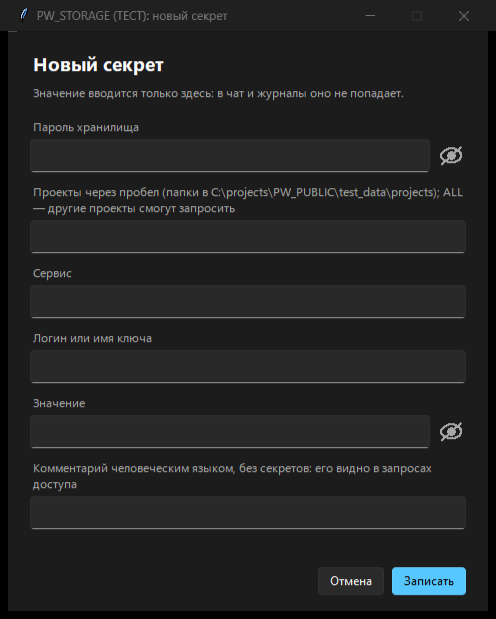 PW_STORAGE (ТЕСТ): новый секрет
Новый секрет
Значение вводится только здесь: в чат и журналы оно не попадает.
Пароль хранилища
Проекты через пробел (папки в C:\projects\PW_PUBLIC\test_data\projects); ALL
— другие проекты смогут запросить
Сервис
Логин или имя ключа
Значение
Комментарий человеческим языком, без секретов: его видно в запросах
доступа
Отмена
Записать